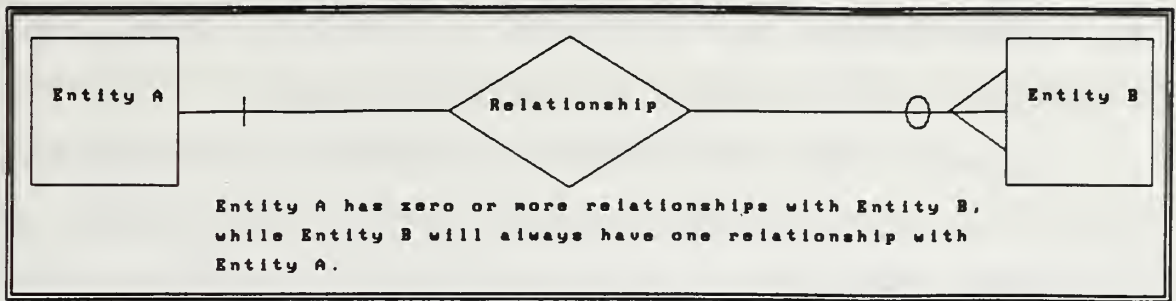 Entity A
Relationship
Entity B
Entity A has zero or more relationships with Entity B,
while Entity B will always have one relationship with
Entity A.